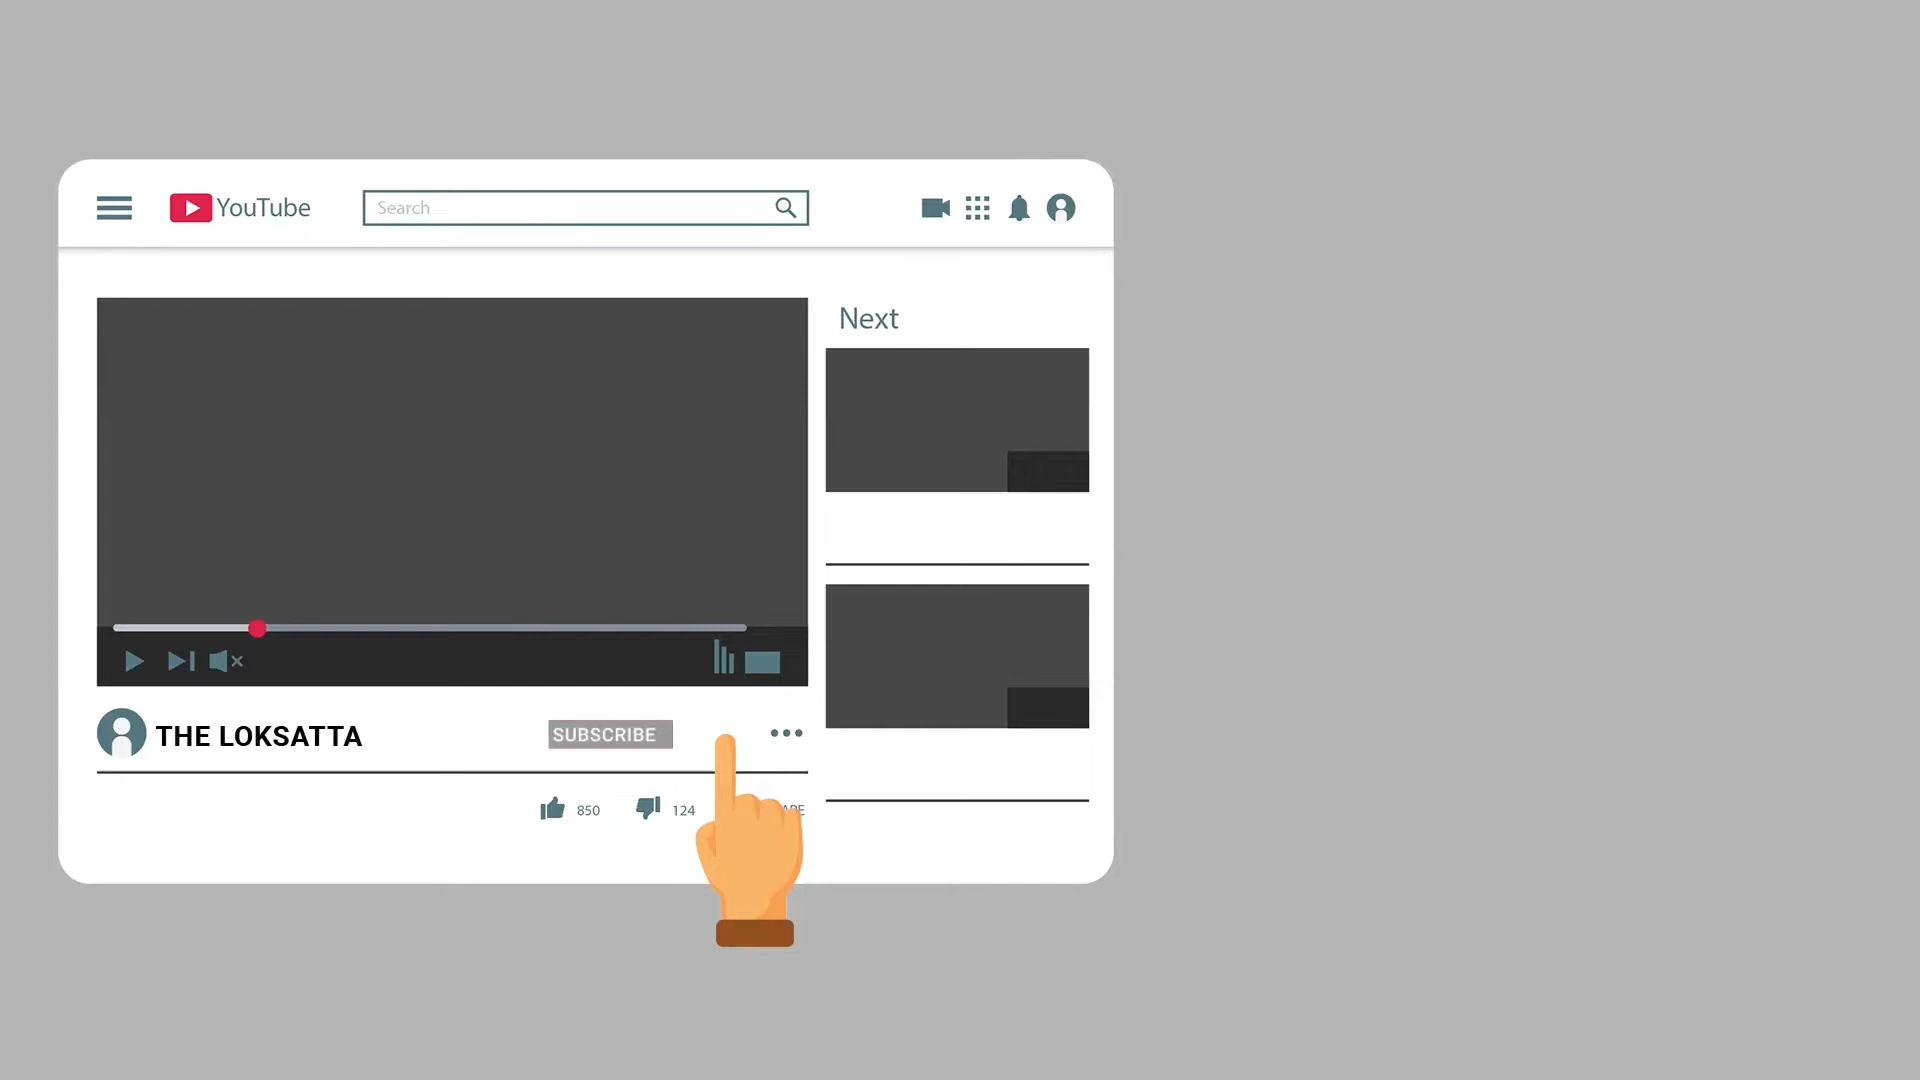 YouTube
Search
Next
THE LOKSATTA
SUBSCRIBE
850
124